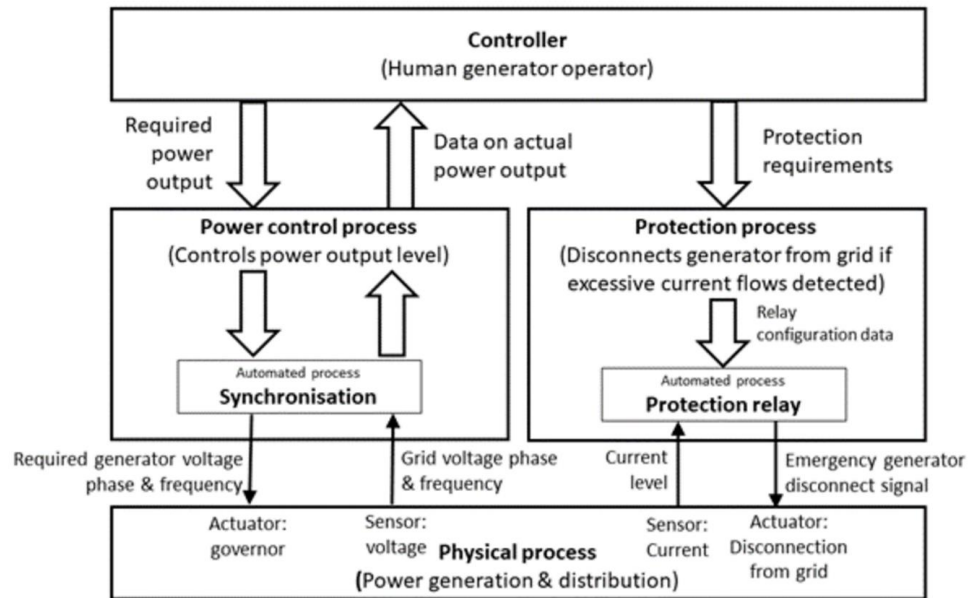 Controller
(Human generator operator)
Required
power
output
Data on actual
power output
Protection
requirements
Power control process
(Controls power output level)
Automated process
Synchronisation
Protection process
(Disconnects generator from grid if
excessive current flows detected)
Relay
configuration data
Automated process
Protection relay
Required generator voltage
phase & frequency
Grid voltage phase
& frequency
Current
level
Emergency generator
disconnect signal
Actuator:
governor
Sensor:
voltage
Physical process
(Power generation & distribution)
Sensor:
Current
Actuator:
Disconnection
from grid